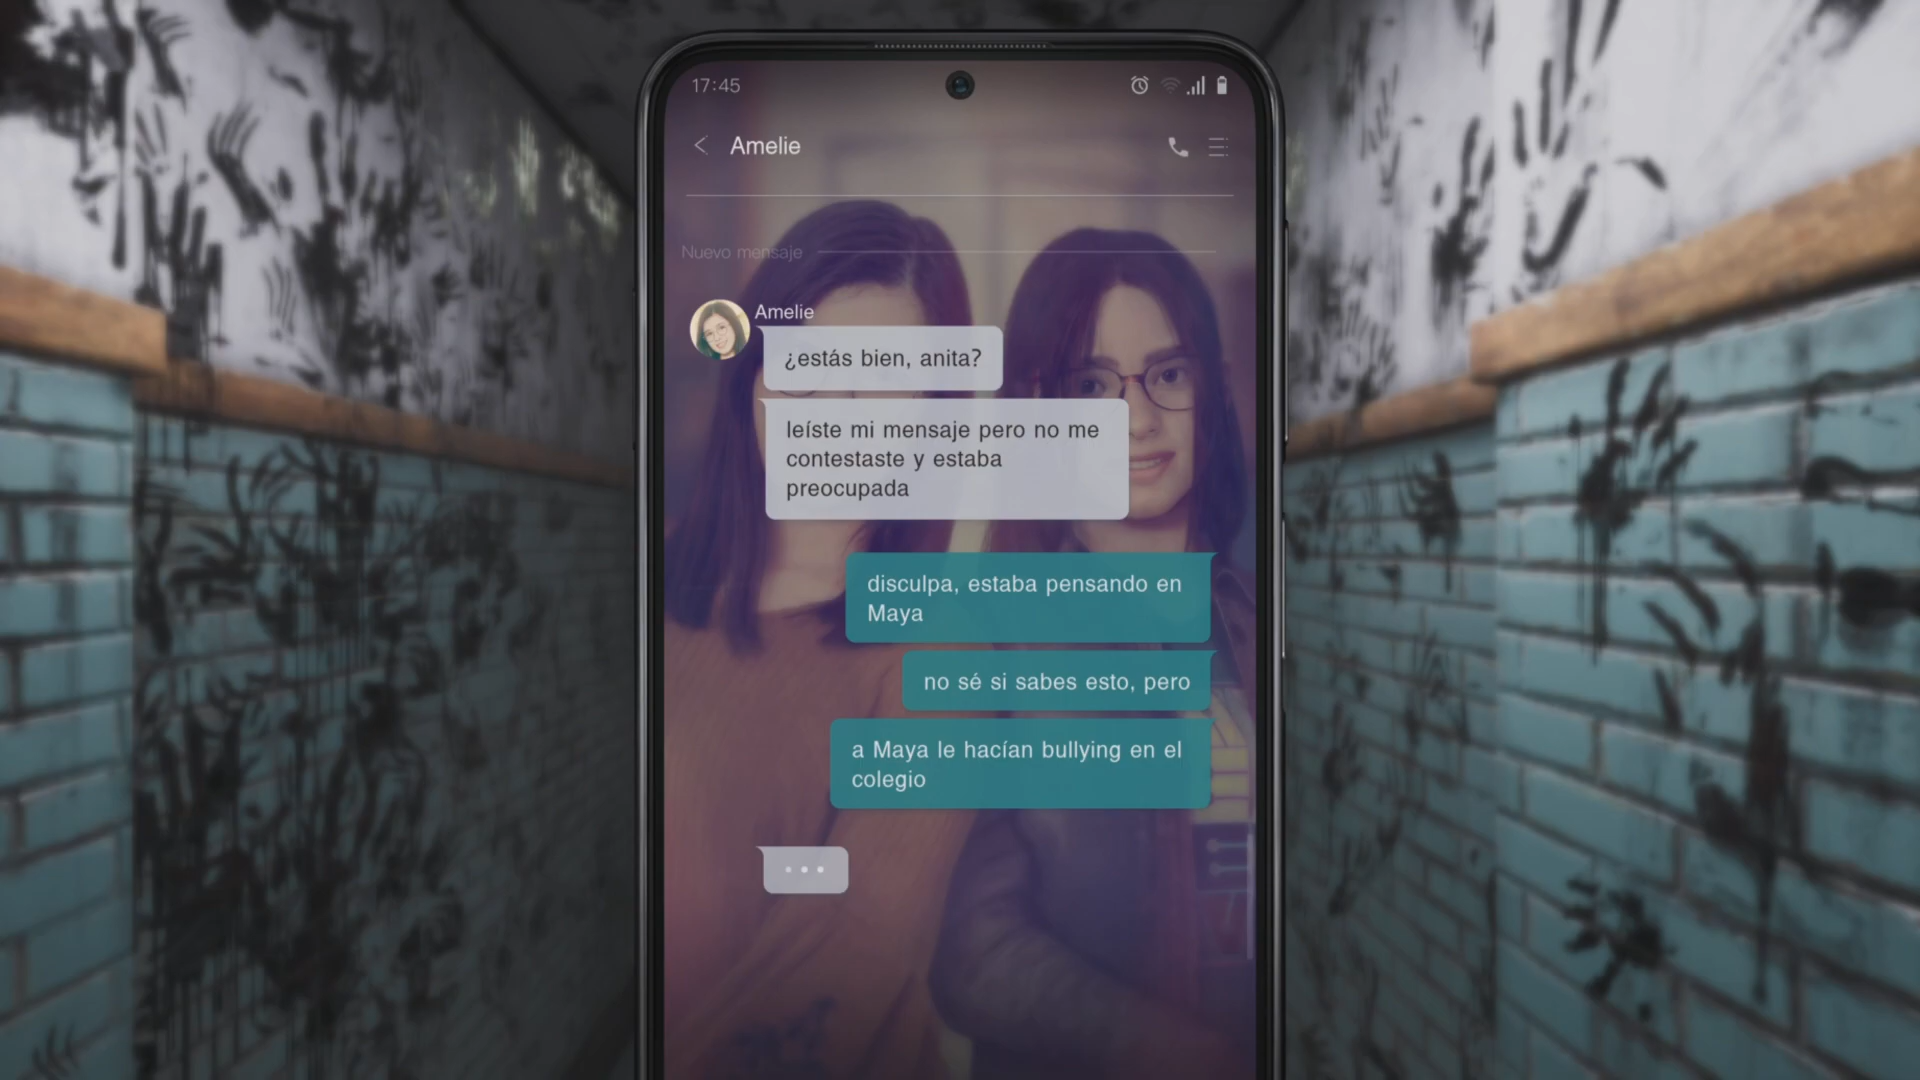 17:45
Amelie
Nuevo mensaje
Amelie
¿estás bien, anita?
leíste mi mensaje pero no me
contestaste y estaba
preocupada
disculpa, estaba pensando en
Maya
no sé si sabes esto, pero
a Maya le hacían bullying en el
colegio